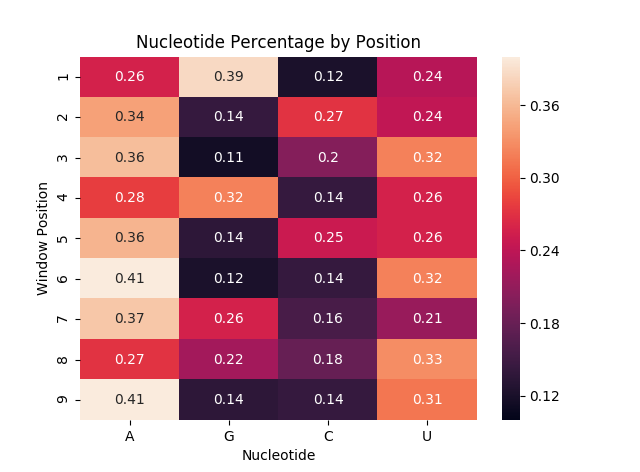 Nucleotide Percentage by Position
1 0.26 0.39 0.12 0.24
2 0.34 0.14 0.27 0.24
3 0.36 0.11 0.2 0.32
4 0.28 0.32 0.14 0.26
5 0.36 0.14 0.25 0.26
6 0.41 0.12 0.14 0.32
7 0.37 0.26 0.16 0.21
8 0.27 0.22 0.18 0.33
9 0.41 0.14 0.14 0.31
A G C U
Nucleotide
Window Position
0.36
0.30
0.24
0.18
0.12